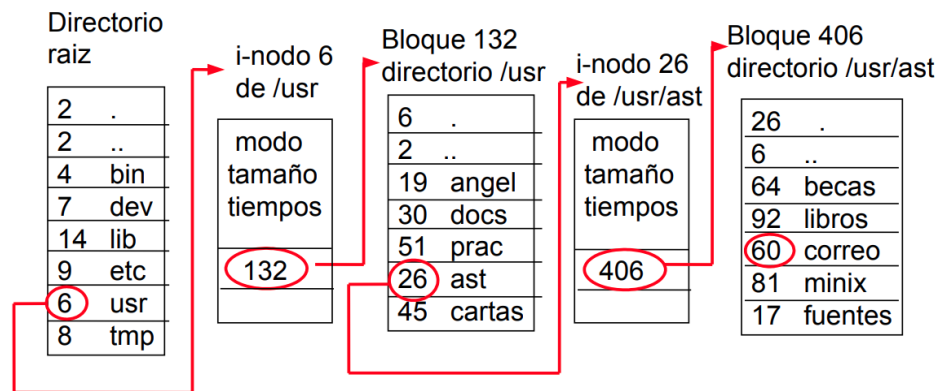 Directorio
raiz
2 .
2 ..
4 bin
7 dev
14 lib
9 etc
6 usr
8 tmp
i-nodo 6
de /usr
modo
tamaño
tiempos
132
Bloque 132
directorio /usr
6 .
2 ..
19 angel
30 docs
51 prac
26 ast
45 cartas
i-nodo 26
de /usr/ast
modo
tamaño
tiempos
406
Bloque 406
directorio /usr/ast
26 .
6 ..
64 becas
92 libros
60 correo
81 minix
17 fuentes